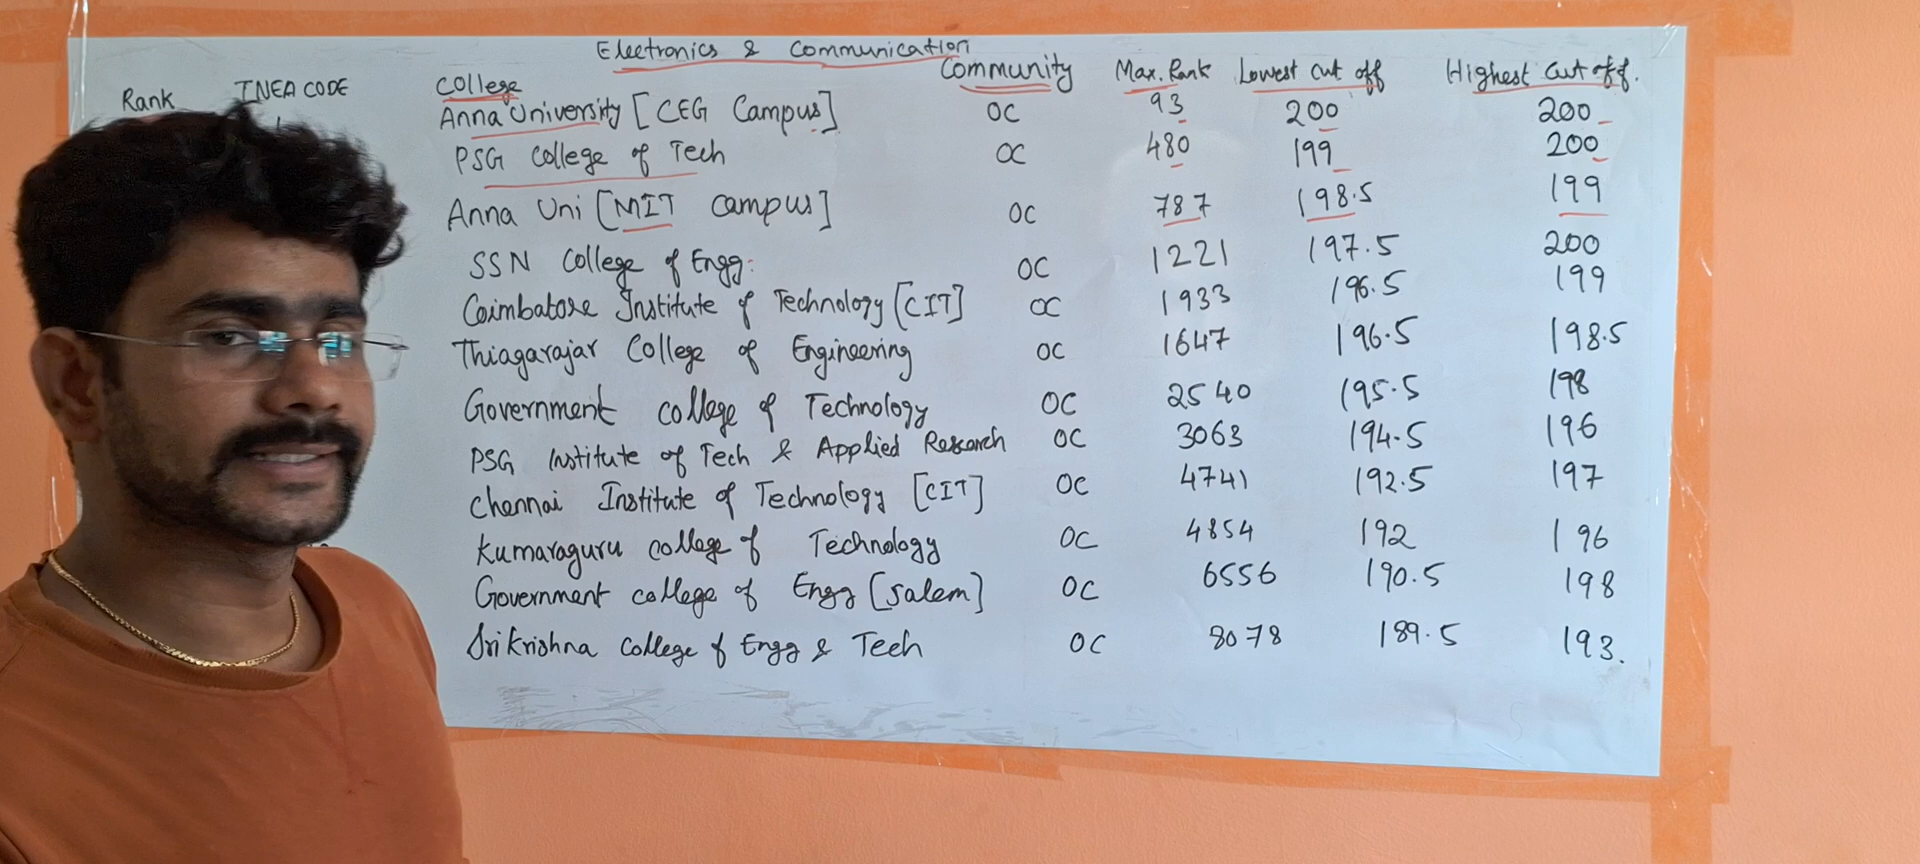 Electronics & Communication
Rank TNEA CODE College Community Max. Rank Lowest cut off Highest cut off.
Anna University [CEG Campus] OC 93 200 200
PSG College of Tech OC 480 199 200
Anna Uni [MIT Campus] OC 787 198.5 199
SSN College of Engg: OC 1221 197.5 200
Coimbatore Institute of Technology [CIT] OC 1933 196.5 199
Thiagarajar College of Engineering OC 1647 196.5 198.5
Government college of Technology OC 2540 195.5 198
PSG Institute of Tech & Applied Research OC 3063 194.5 196
Chennai Institute of Technology [CIT] OC 4741 192.5 197
Kumaraguru college of Technology OC 4854 192 196
Government college of Engg [Salem] OC 6556 190.5 198
Sri Krishna College of Engg & Tech OC 8078 189.5 193.